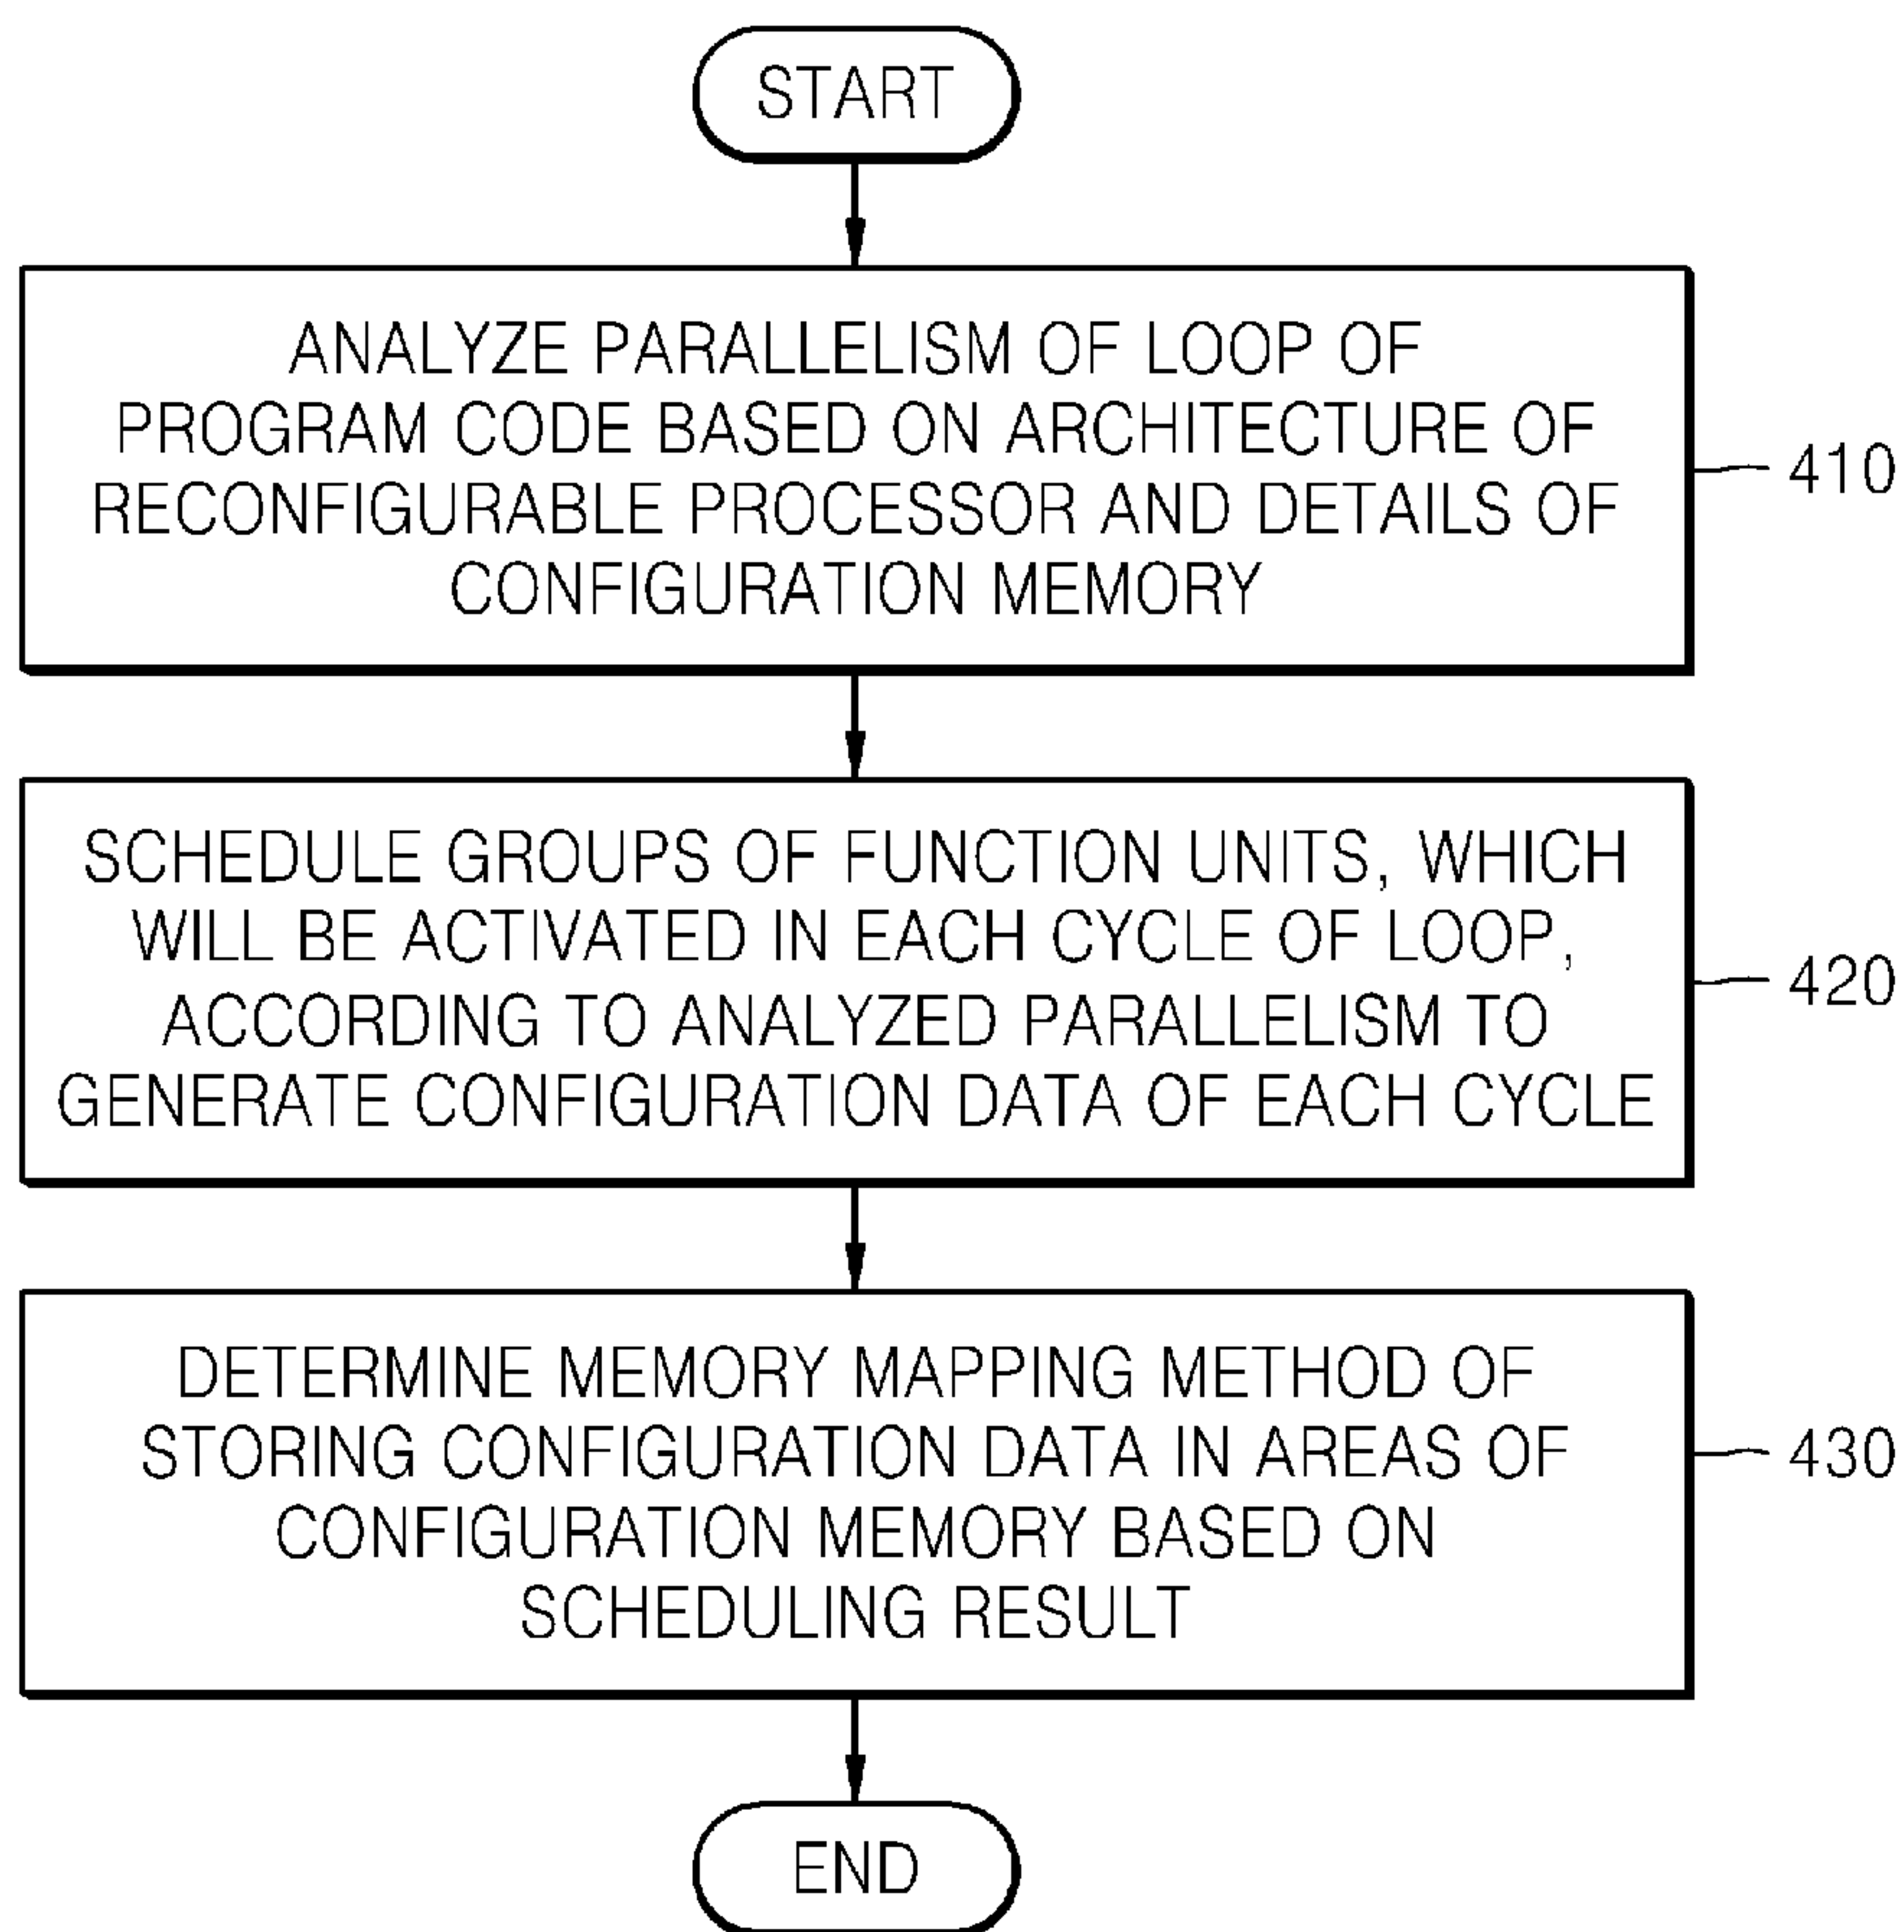 START
ANALYZE PARALLELISM OF LOOP OF
PROGRAM CODE BASED ON ARCHITECTURE OF
RECONFIGURABLE PROCESSOR AND DETAILS OF
CONFIGURATION MEMORY
410
SCHEDULE GROUPS OF FUNCTION UNITS, WHICH
WILL BE ACTIVATED IN EACH CYCLE OF LOOP,
ACCORDING TO ANALYZED PARALLELISM TO
GENERATE CONFIGURATION DATA OF EACH CYCLE
420
DETERMINE MEMORY MAPPING METHOD OF
STORING CONFIGURATION DATA IN AREAS OF
CONFIGURATION MEMORY BASED ON
SCHEDULING RESULT
430
END